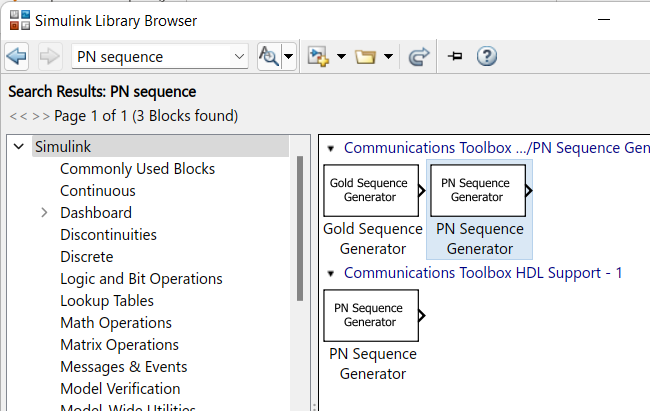 Simulink Library Browser
PN sequence
Search Results: PN sequence
<< >> Page 1 of 1 (3 Blocks found)
Simulink
Commonly Used Blocks
Continuous
Dashboard
Discontinuities
Discrete
Logic and Bit Operations
Lookup Tables
Math Operations
Matrix Operations
Messages & Events
Model Verification
Model-Wide Utilities
Communications Toolbox .../PN Sequence Gen
Gold Sequence
Generator
PN Sequence
Generator
Gold Sequence
Generator
PN Sequence
Generator
Communications Toolbox HDL Support - 1
PN Sequence
Generator
PN Sequence
Generator